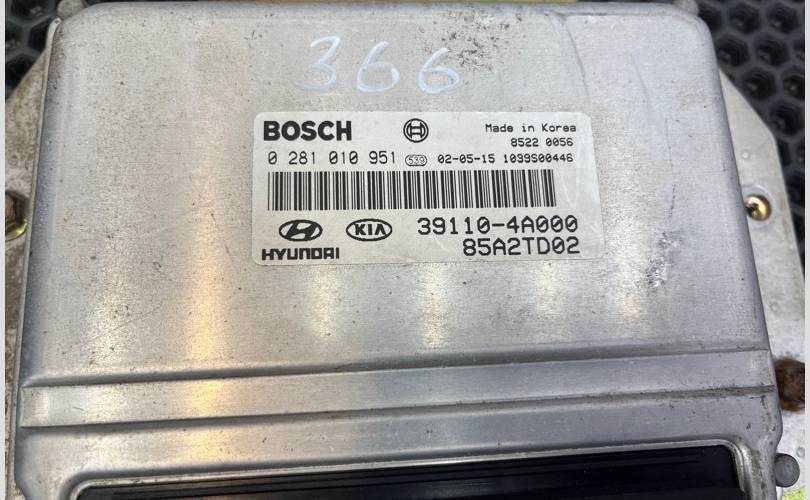 366
BOSCH
Made in Korea
8522 0056
0 281 010 951 539 02-05-15 1039S00446
KIA 39110-4A000
HYUNDAI 85A2TD02